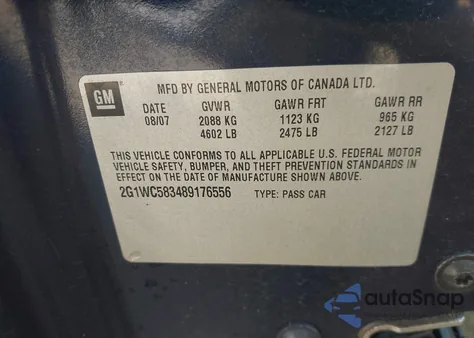 GM
MFD BY GENERAL MOTORS OF CANADA LTD.
DATE GVWR GAWR FRT GAWR RR
08/07 2088 KG 1123 KG 965 KG
4602 LB 2475 LB 2127 LB
THIS VEHICLE CONFORMS TO ALL APPLICABLE U.S. FEDERAL MOTOR
VEHICLE SAFETY, BUMPER, AND THEFT PREVENTION STANDARDS IN
EFFECT ON THE DATE OF MANUFACTURE SHOWN ABOVE.
2G1WC583489176556 TYPE: PASS CAR
autoSnap